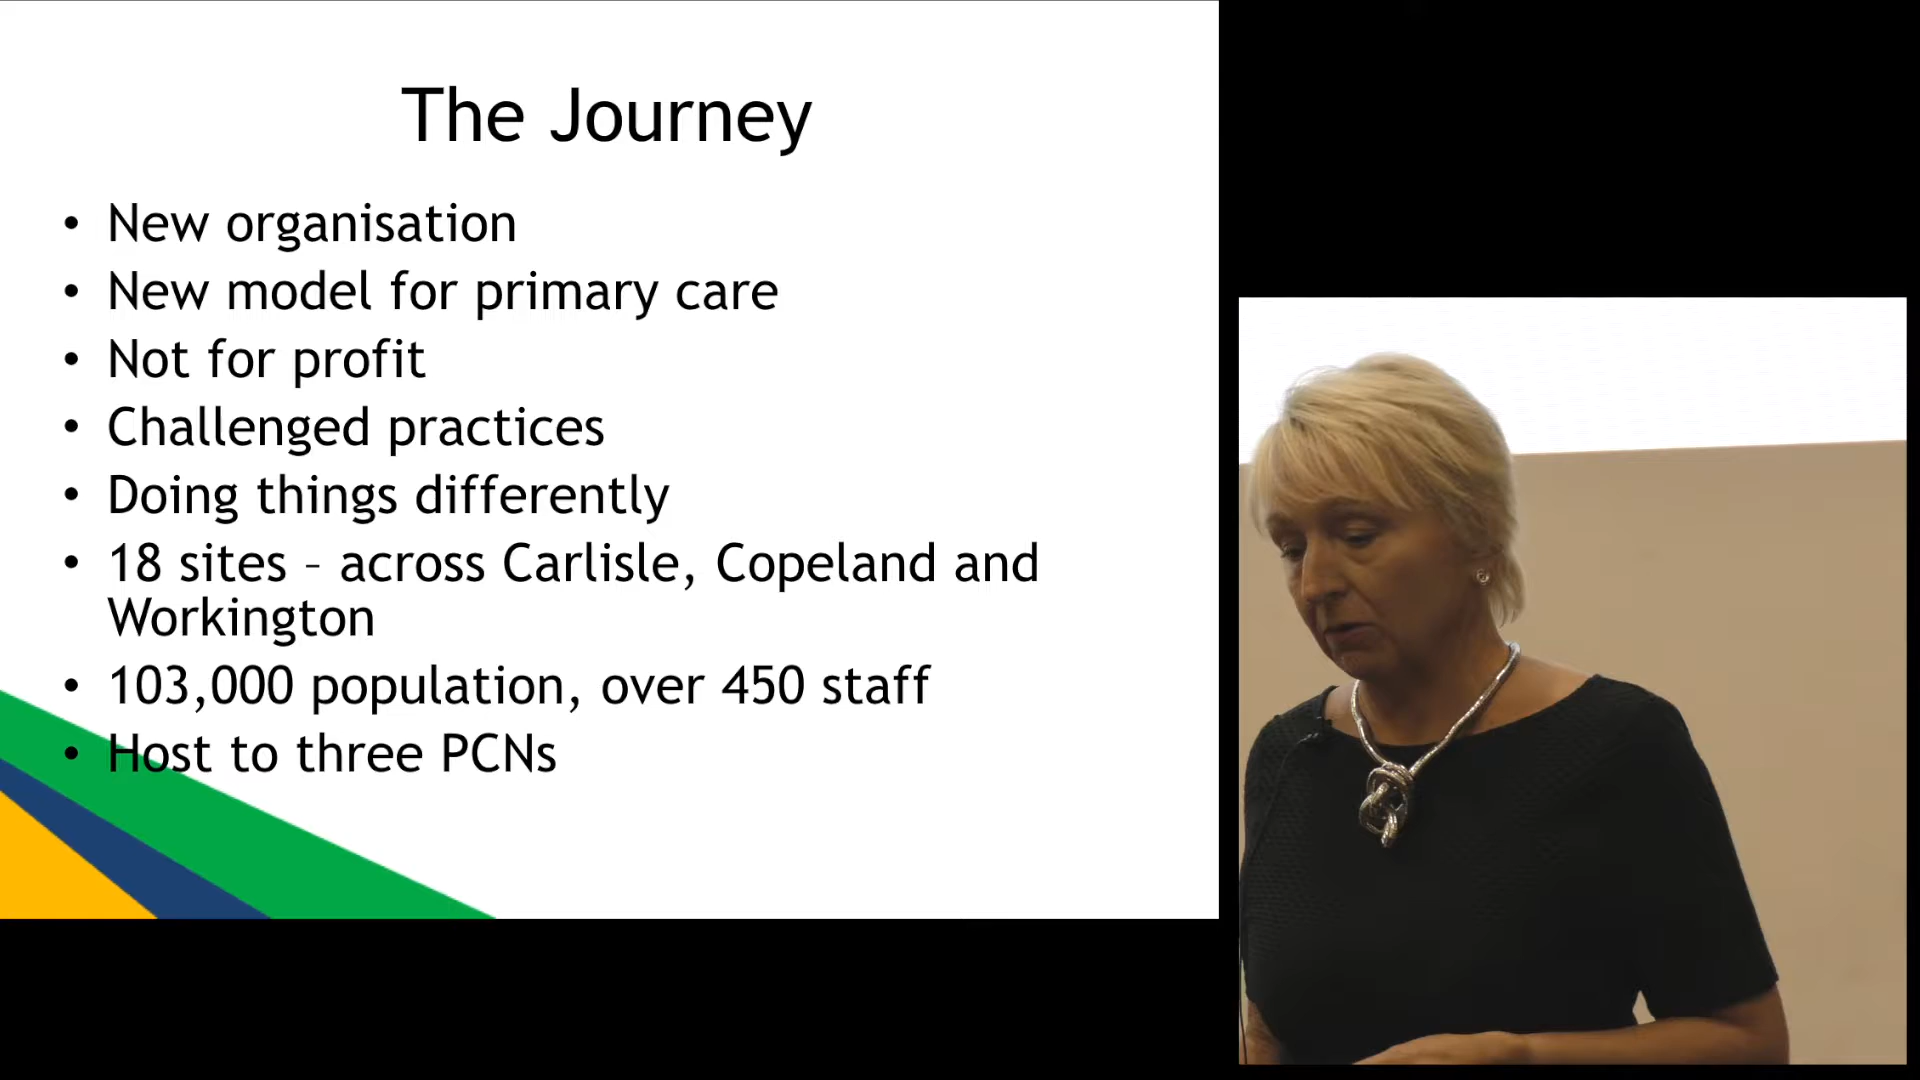 The Journey
• New organisation
• New model for primary care
• Not for profit
• Challenged practices
• Doing things differently
• 18 sites – across Carlisle, Copeland and
Workington
• 103,000 population, over 450 staff
• Host to three PCNs